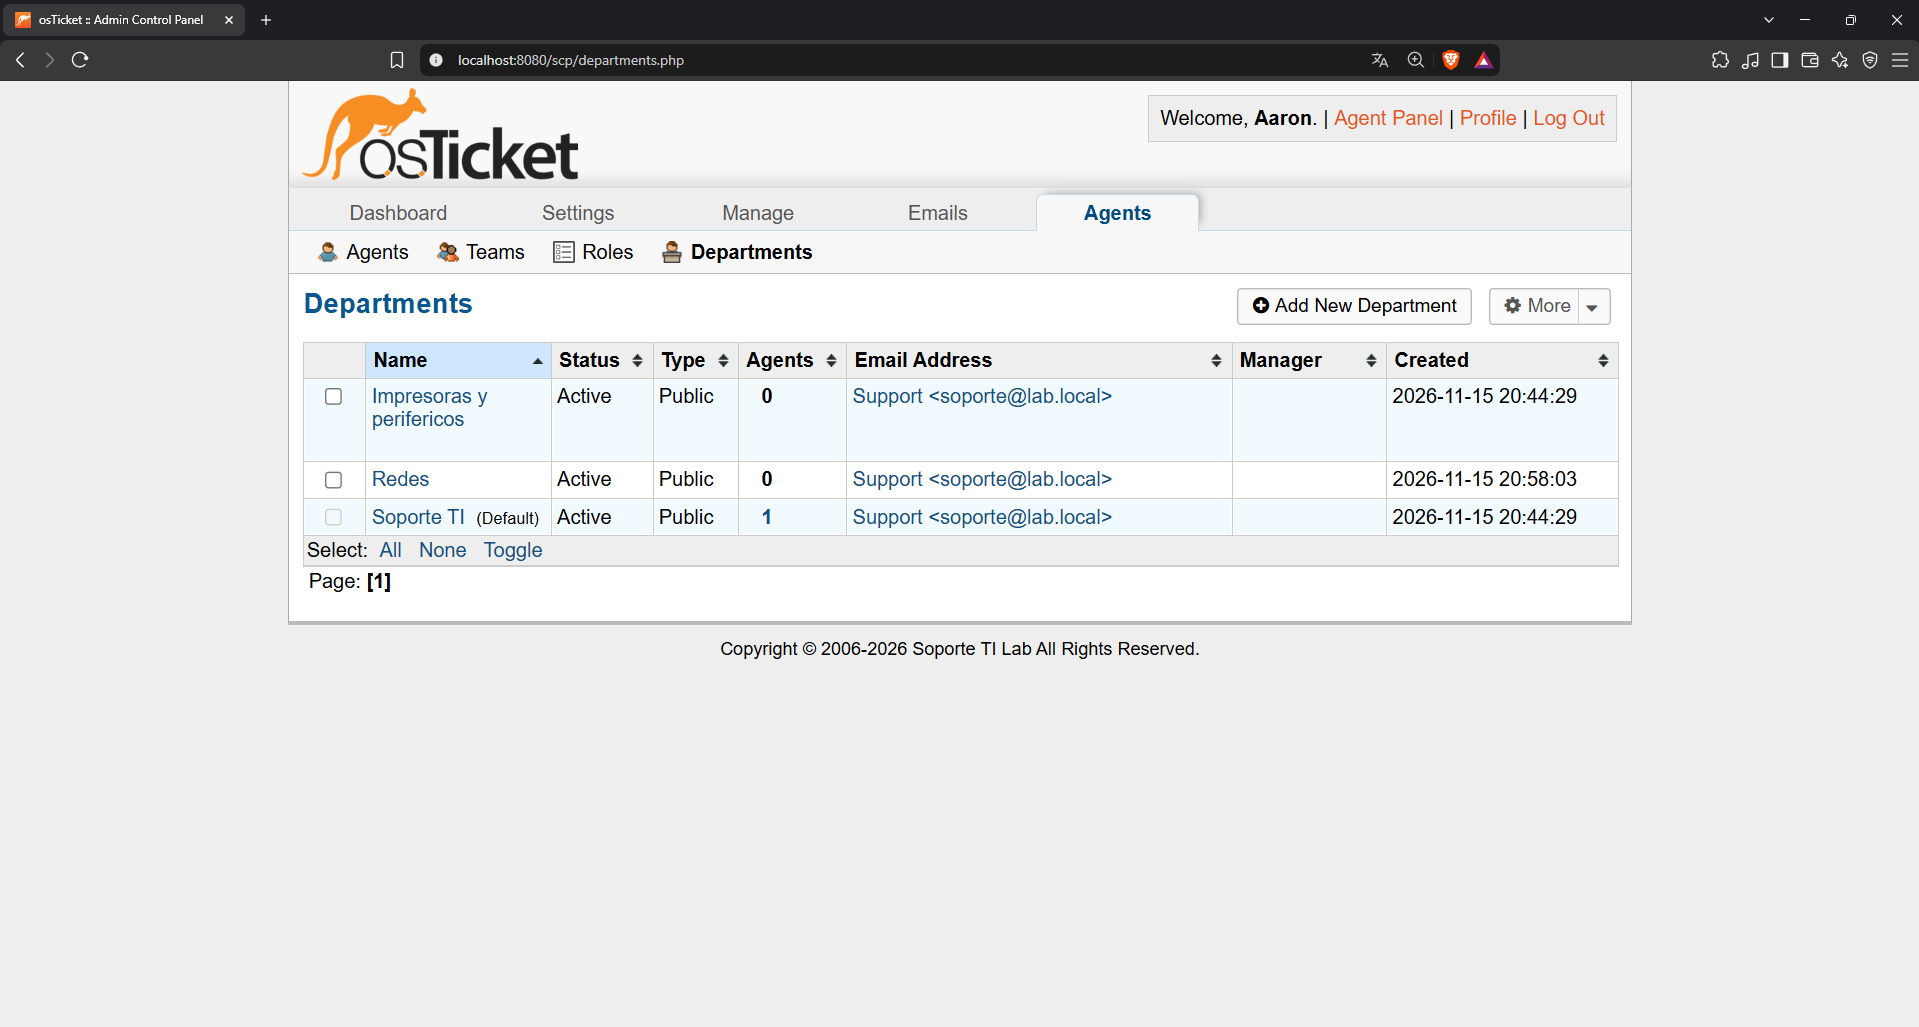 osTicket :: Admin Control Panel
localhost:8080/scp/departments.php
osTicket
Welcome, Aaron. | Agent Panel | Profile | Log Out
Dashboard Settings Manage Emails Agents
Agents Teams Roles Departments
Departments
Add New Department More
Name Status Type Agents Email Address Manager Created
Impresoras y Active Public 0 Support <soporte@lab.local> 2026-11-15 20:44:29
perifericos
Redes Active Public 0 Support <soporte@lab.local> 2026-11-15 20:58:03
Soporte TI (Default) Active Public 1 Support <soporte@lab.local> 2026-11-15 20:44:29
Select: All None Toggle
Page: [1]
Copyright © 2006-2026 Soporte TI Lab All Rights Reserved.